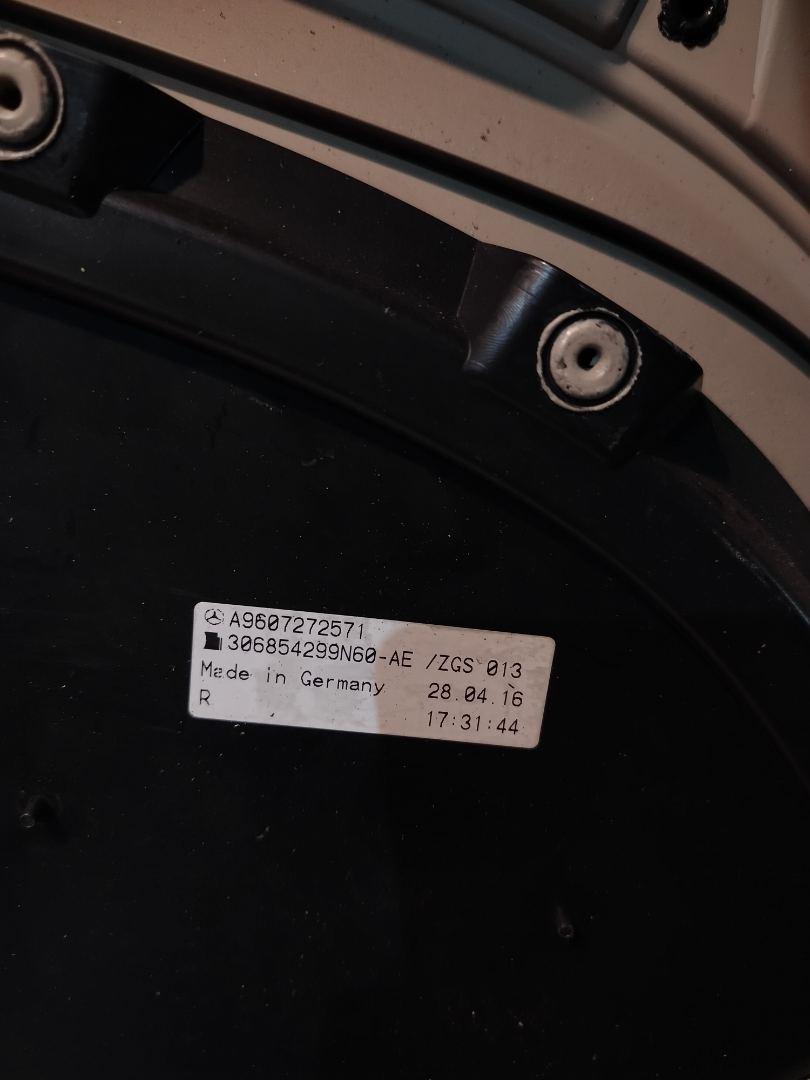 A9607272571
306854299N60-AE /ZGS 013
Made in Germany 28.04.16
R 17:31:44